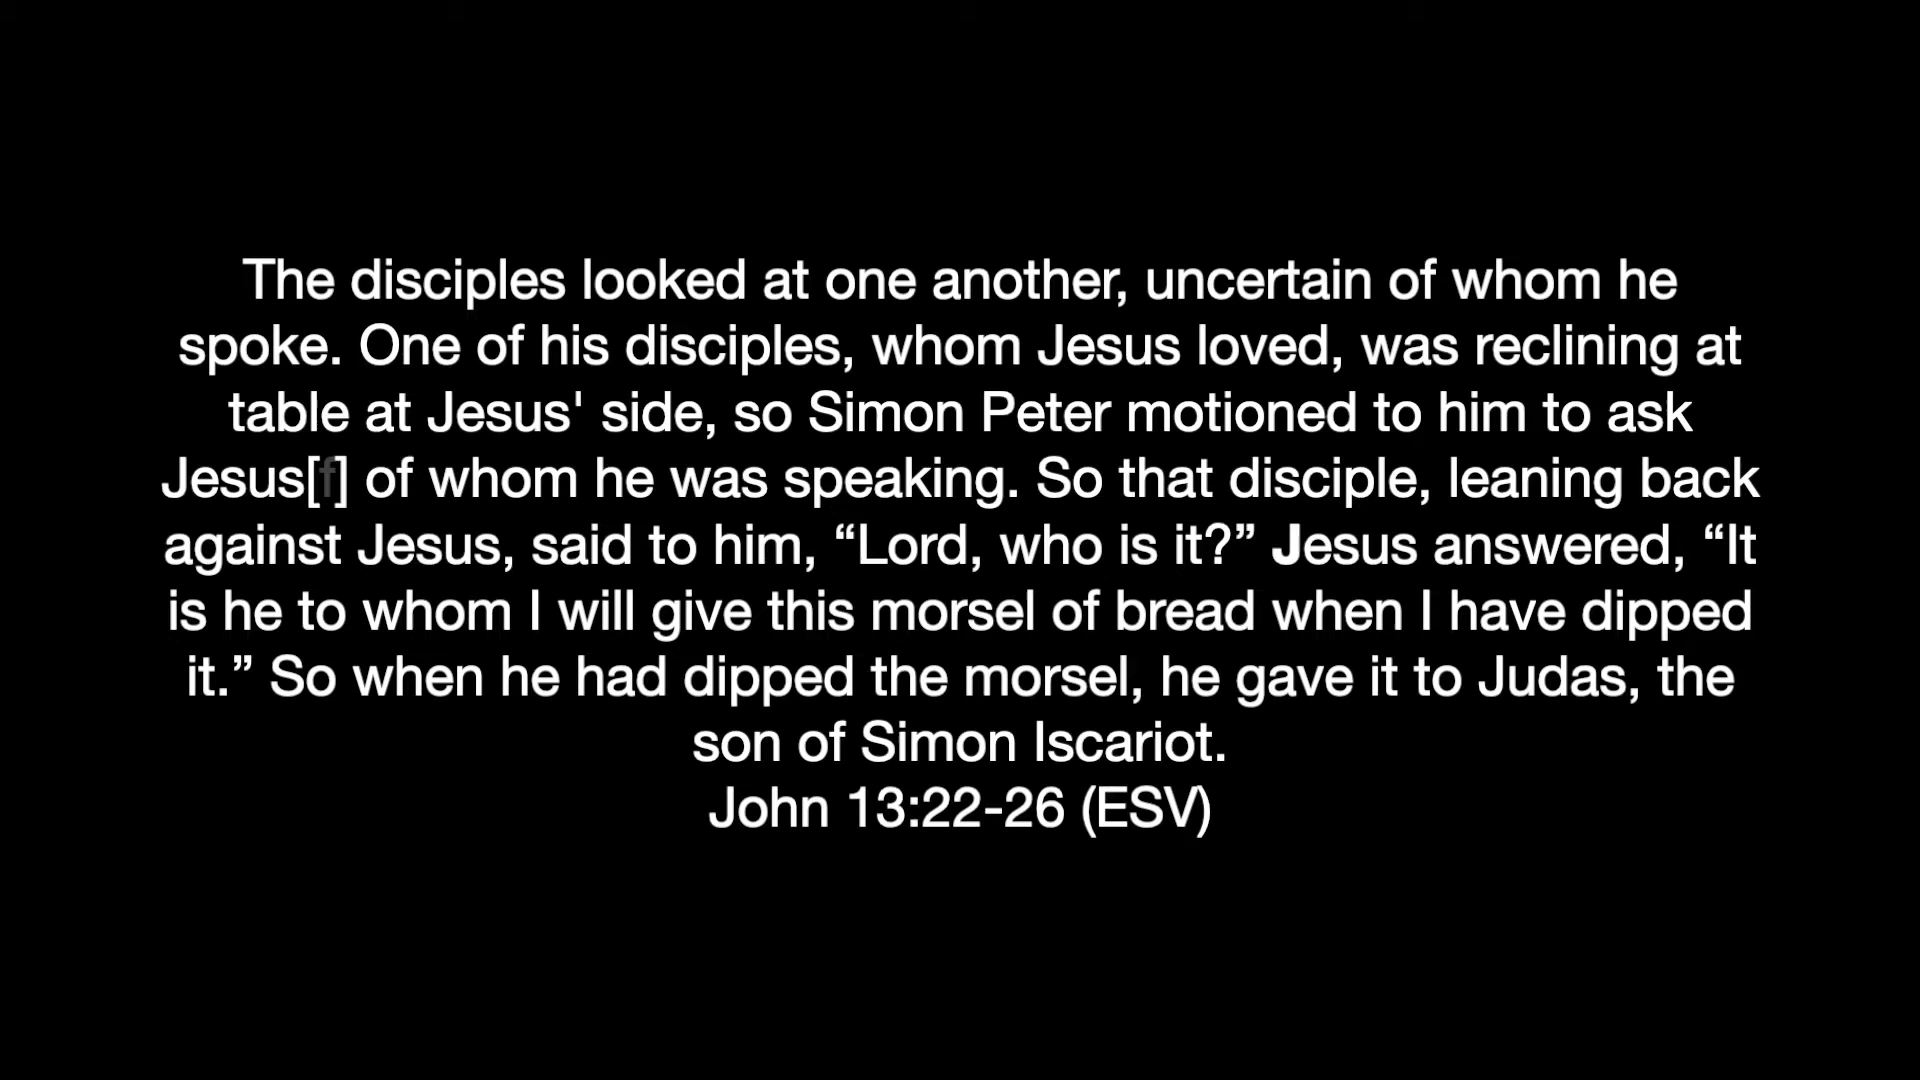 The disciples looked at one another, uncertain of whom he
spoke. One of his disciples, whom Jesus loved, was reclining at
table at Jesus' side, so Simon Peter motioned to him to ask
Jesus[f] of whom he was speaking. So that disciple, leaning back
against Jesus, said to him, “Lord, who is it?” Jesus answered, “It
is he to whom I will give this morsel of bread when I have dipped
it.” So when he had dipped the morsel, he gave it to Judas, the
son of Simon Iscariot.
John 13:22-26 (ESV)